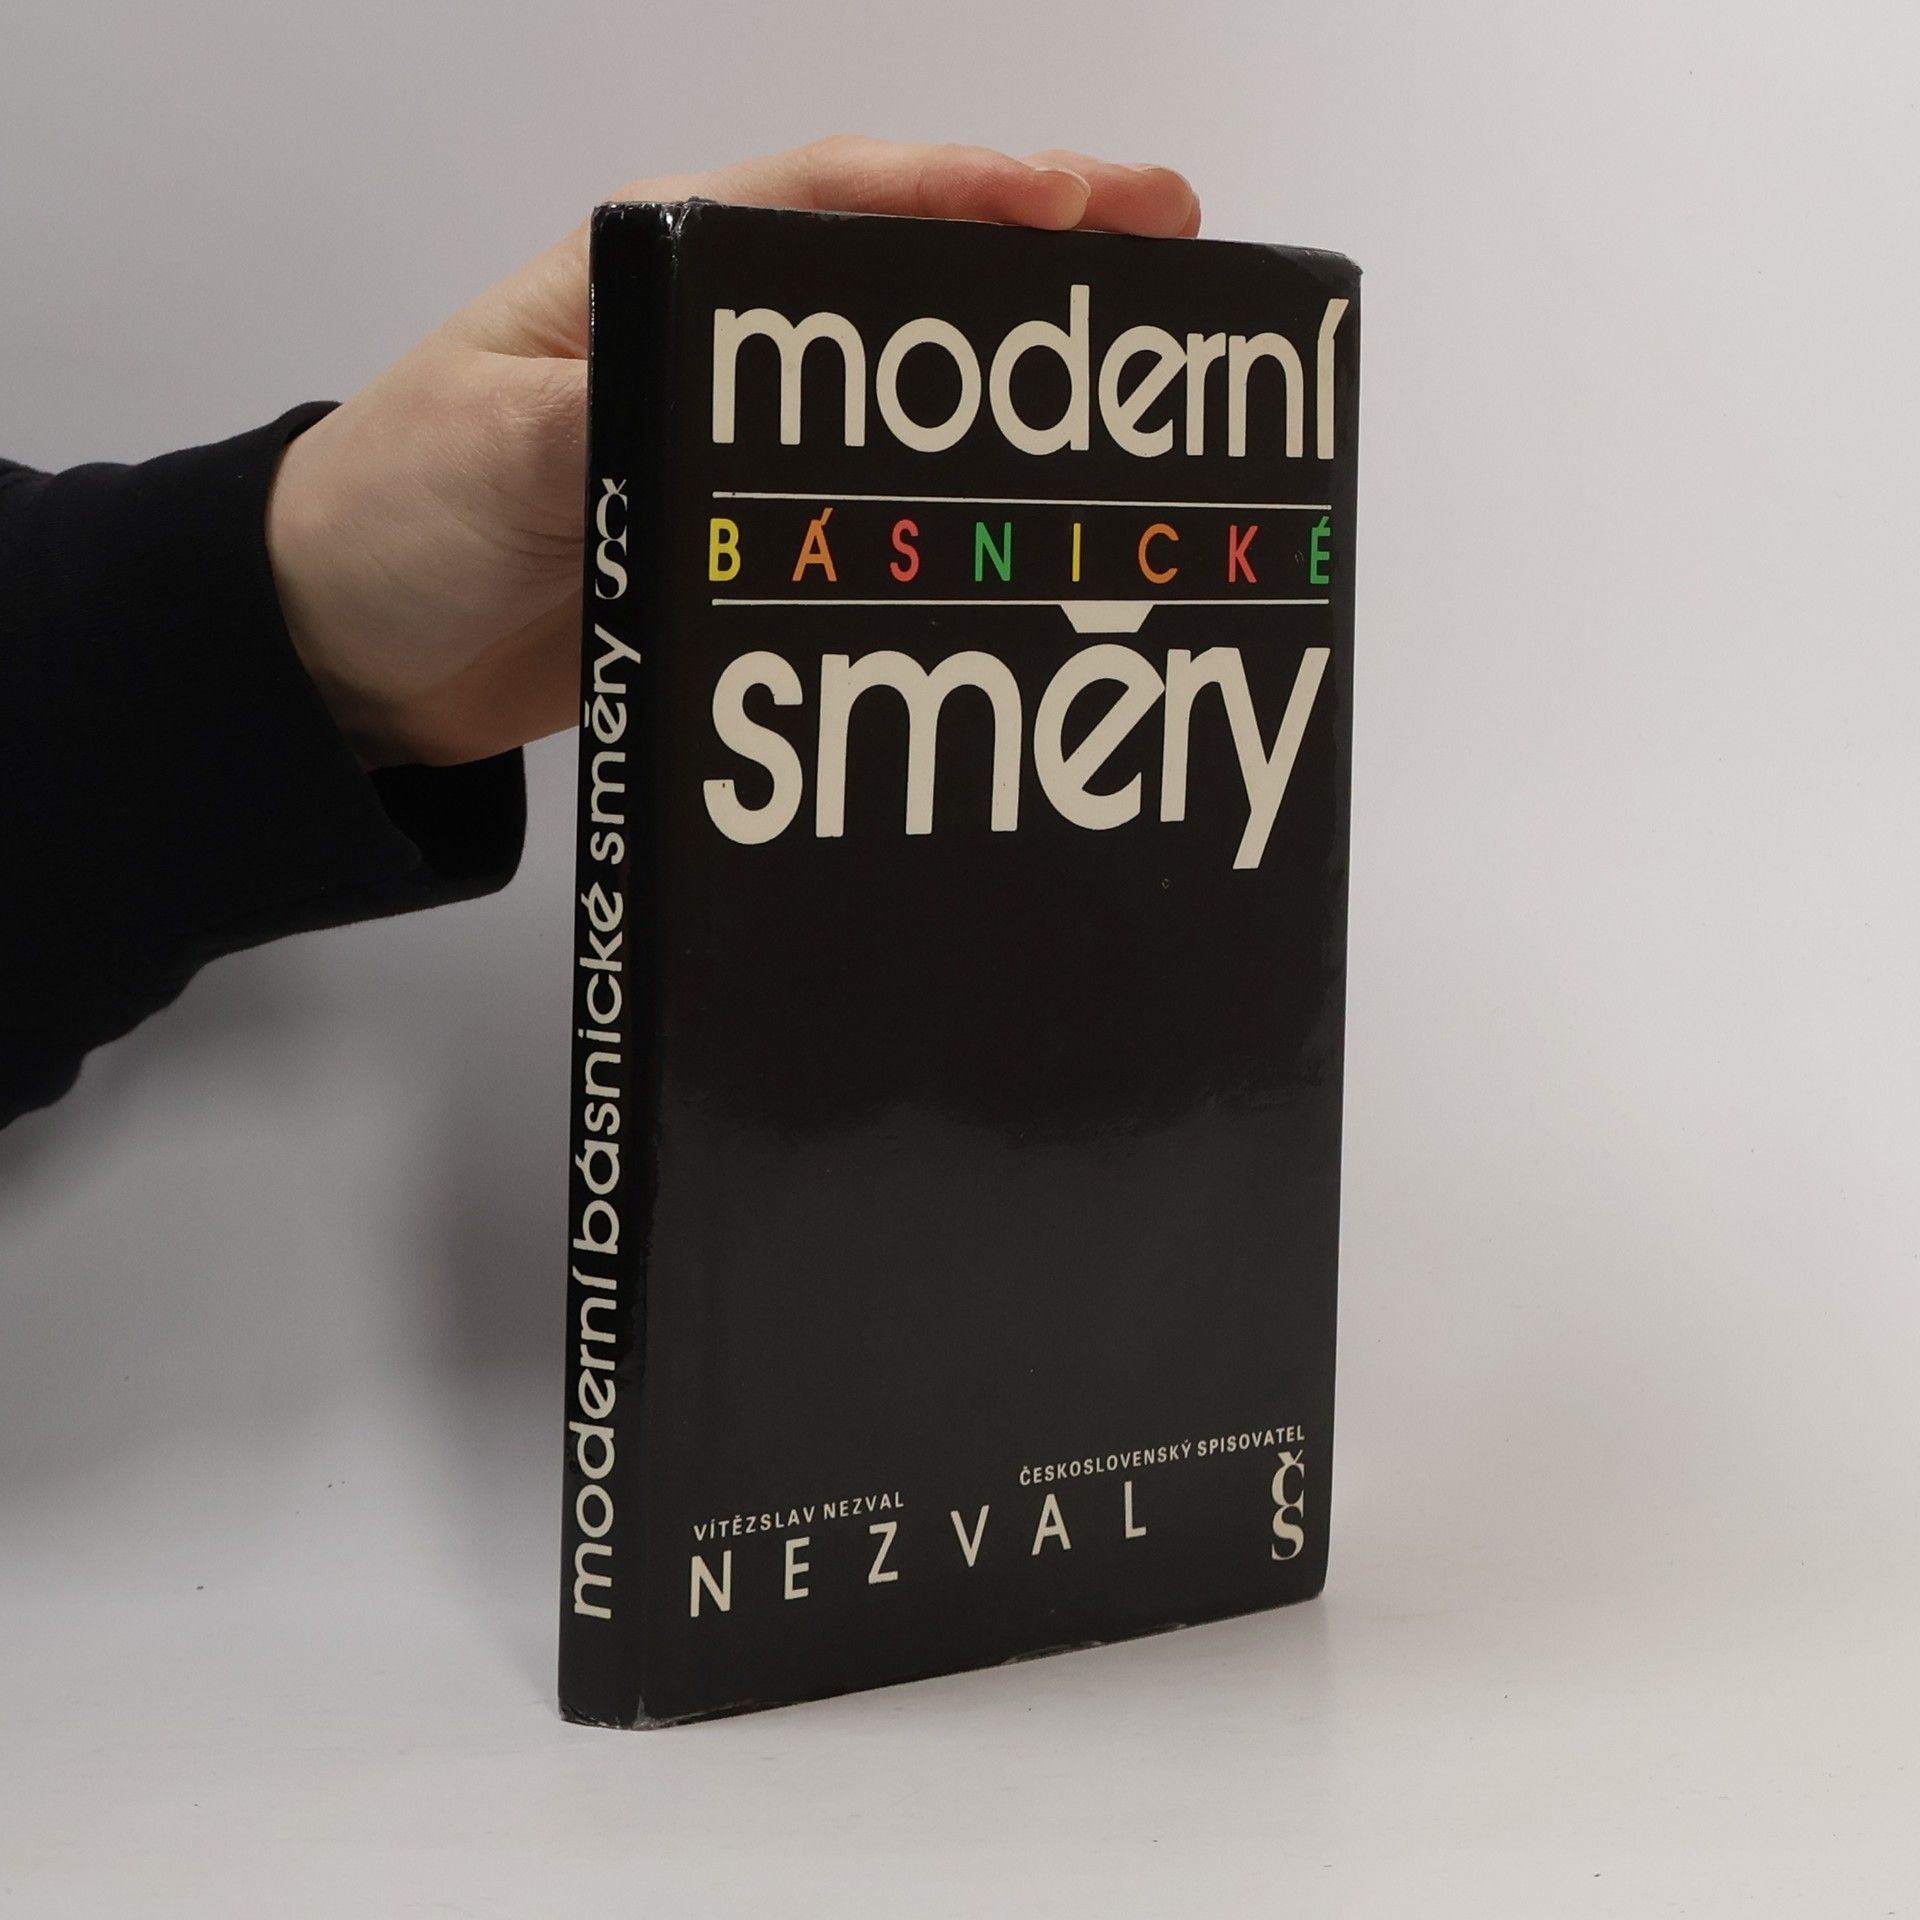 moderní
BÁSNICKÉ
směry
VÍTĚZSLAV NEZVAL
ČESKOSLOVENSKÝ SPISOVATEL
NEZVAL
ČS
moderní básnické směry ČS